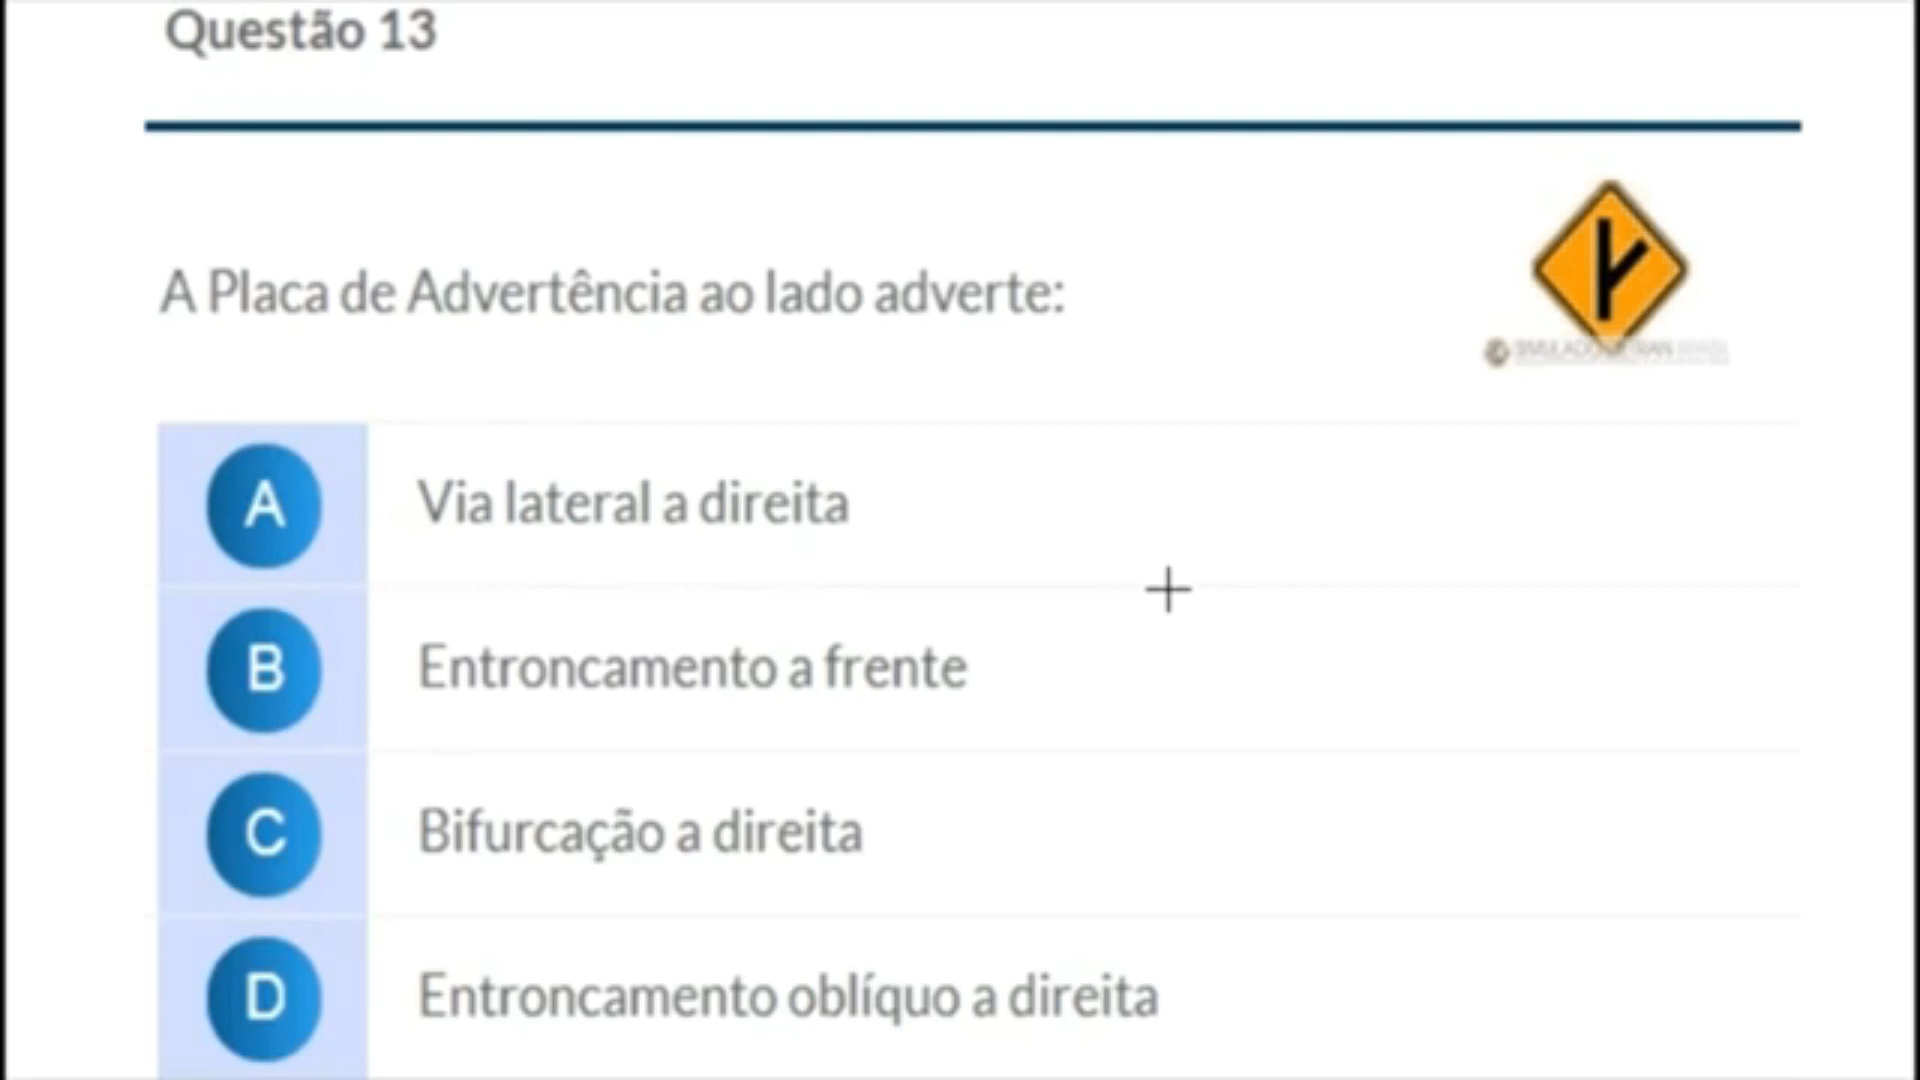 Questão 13
A Placa de Advertência ao lado adverte:
A Via lateral a direita
B Entroncamento a frente
C Bifurcação a direita
D Entroncamento oblíquo a direita